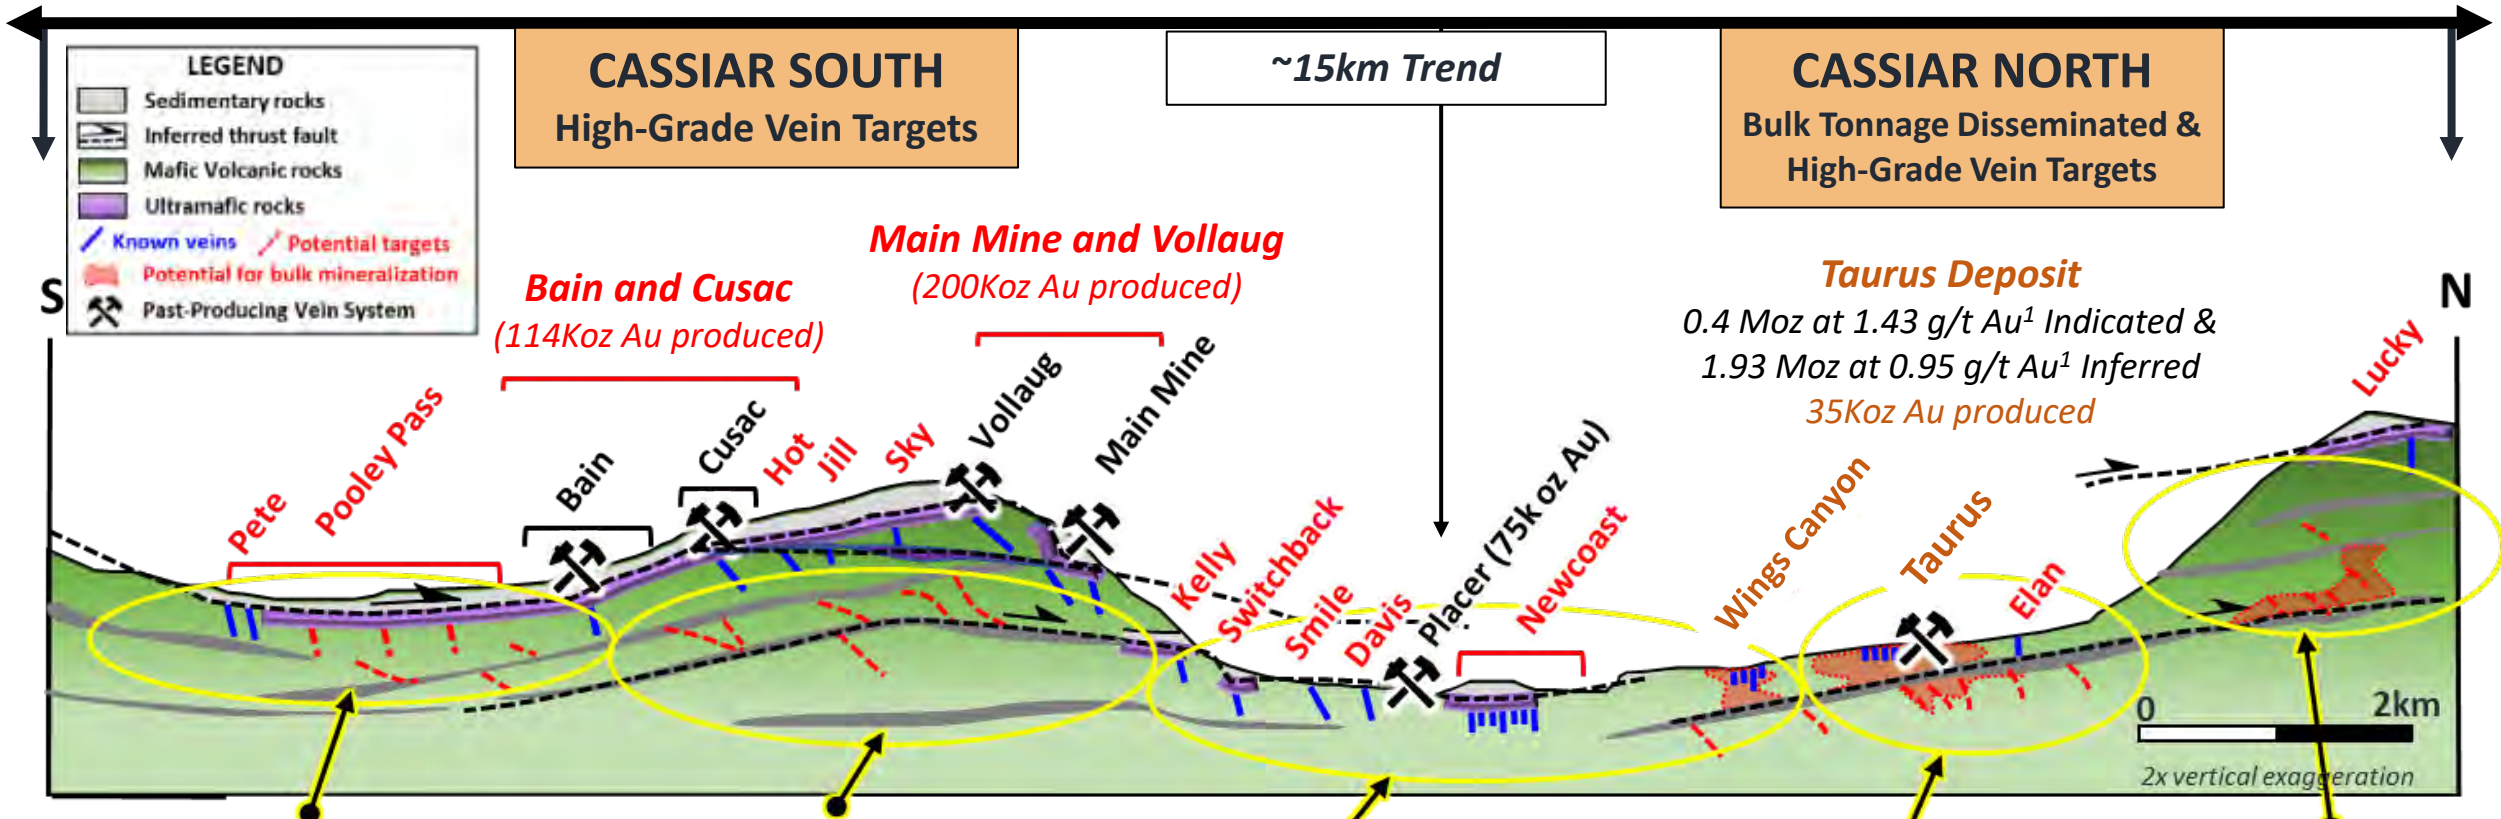 CASSIAR SOUTH
High-Grade Vein Targets
~15km Trend
CASSIAR NORTH
Bulk Tonnage Disseminated &
High-Grade Vein Targets
LEGEND
Sedimentary rocks
Inferred thrust fault
Mafic Volcanic rocks
Ultramafic rocks
Known veins
Potential targets
Potential for bulk mineralization
Past-Producing Vein System
S
N
Bain and Cusac
(114Koz Au produced)
Main Mine and Vollaug
(200Koz Au produced)
Taurus Deposit
0.4 Moz at 1.43 g/t Au¹ Indicated &
1.93 Moz at 0.95 g/t Au¹ Inferred
35Koz Au produced
Pete
Pooley Pass
Bain
Cusac
Hot
Jill
Sky
Vollaug
Main Mine
Kelly
Switchback
Smile
Davis
Placer (75k oz Au)
Newcoast
Wings Canyon
Taurus
Elan
Lucky
0
2km
2x vertical exaggeration